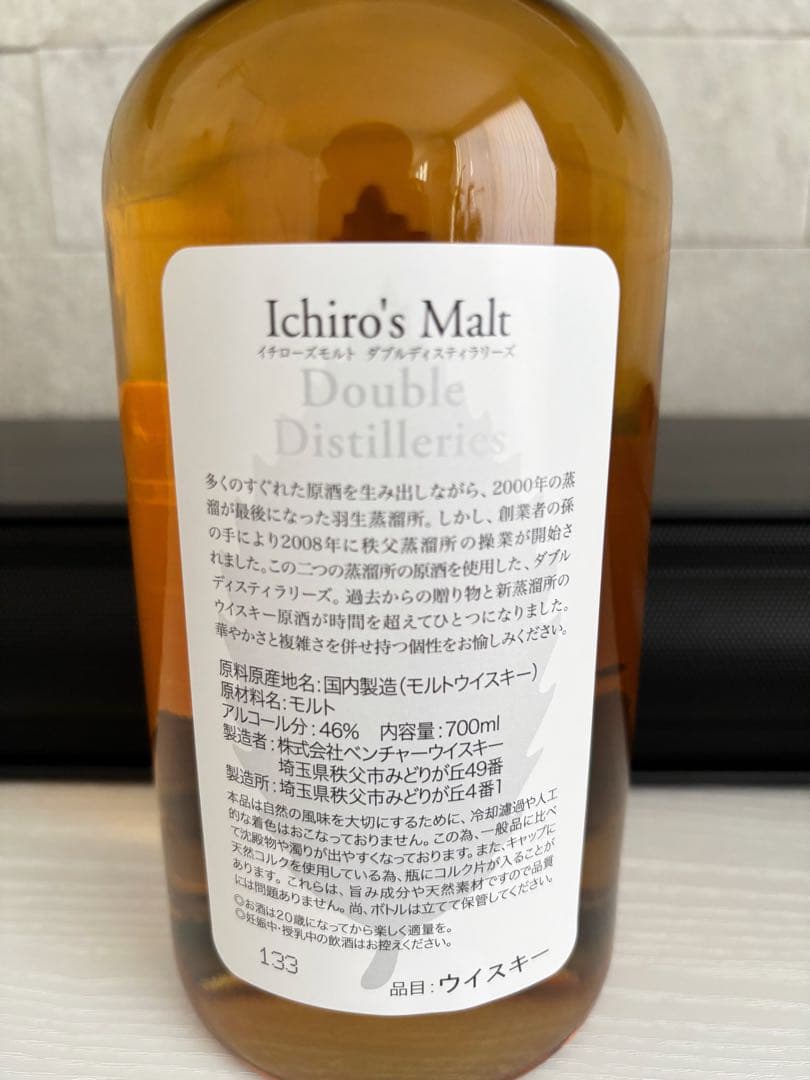 Ichiro's Malt
イチローズモルト ダブルディスティラリーズ
Double
Distilleries
多くのすぐれた原酒を生み出しながら、2000年の蒸
溜が最後になった羽生蒸溜所。しかし、創業者の孫
の手により2008年に秩父蒸溜所の操業が開始さ
れました。この二つの蒸溜所の原酒を使用した、ダブル
ディスティラリーズ。過去からの贈り物と新蒸溜所の
ウイスキー原酒が時間を超えてひとつになりました。
華やかさと複雑さを併せ持つ個性をお愉しみください。
原料原産地名：国内製造（モルトウイスキー）
原材料名：モルト
アルコール分：46%　内容量：700ml
製造者：株式会社ベンチャーウイスキー
埼玉県秩父市みどりが丘49番
製造所：埼玉県秩父市みどりが丘4番1
本品は自然の風味を大切にするために、冷却濾過や人工
的な着色はおこなっておりません。この為、一般品に比べ
て沈殿物や濁りが出やすくなっております。また、キャップに
天然コルクを使用している為、瓶にコルク片が入ることが
あります。これらは、旨み成分や天然素材ですので品質
には問題ありません。尚、ボトルは立てて保管してください。
◎お酒は20歳になってから楽しく適量を。
◎妊娠中・授乳中の飲酒はお控えください。
133
品目：ウイスキー